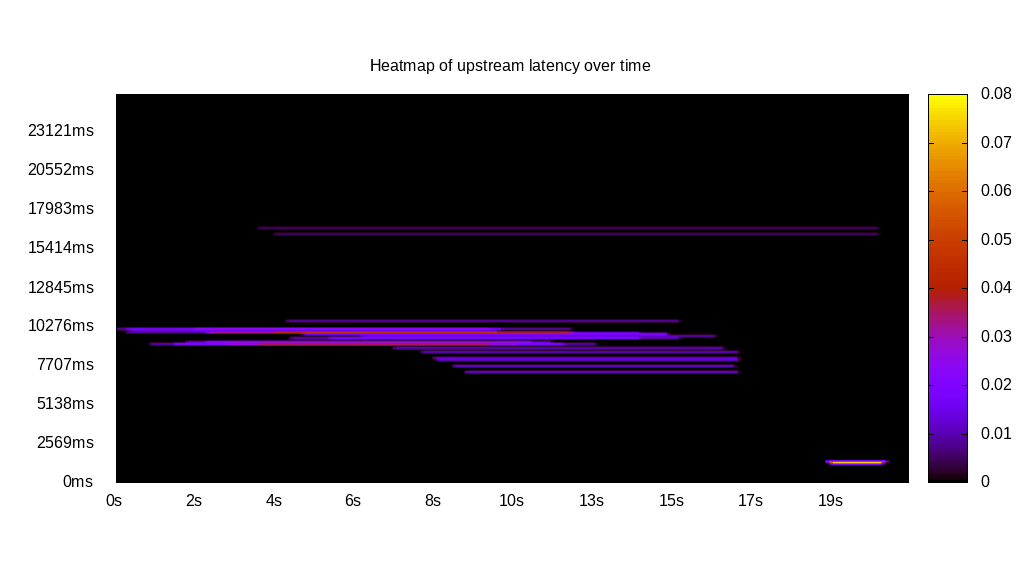 Heatmap of upstream latency over time
23121ms
20552ms
17983ms
15414ms
12845ms
10276ms
7707ms
5138ms
2569ms
0ms
0s 2s 4s 6s 8s 10s 13s 15s 17s 19s
0.08
0.07
0.06
0.05
0.04
0.03
0.02
0.01
0